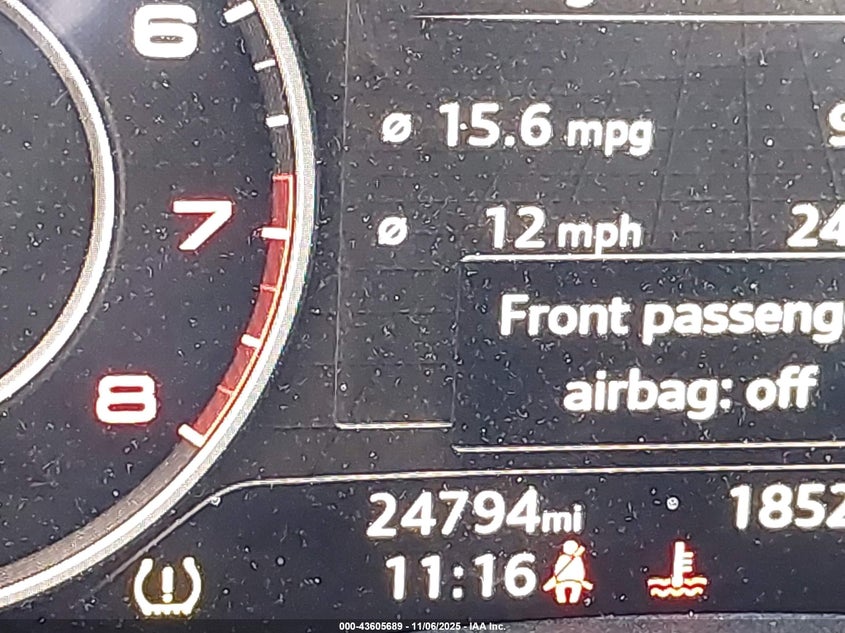 6
ø 15.6 mpg
7
ø 12 mph 24
Front passeng
airbag: off
8
24794mi 1852
11:16
000-43605689 - 11/06/2025 - IAA Inc.